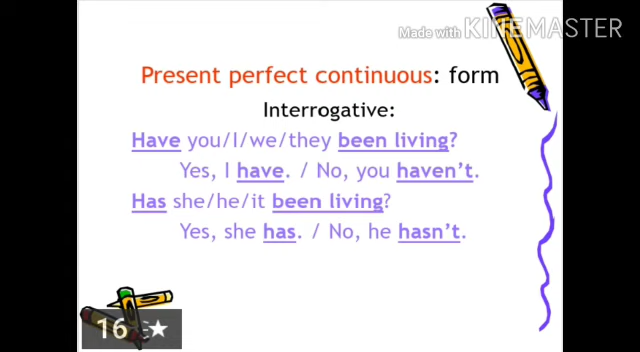 Made with KINEMASTER
Present perfect continuous: form
Interrogative:
Have you/I/we/they been living?
Yes, I have. / No, you haven't.
Has she/he/it been living?
Yes, she has. / No, he hasn't.
16